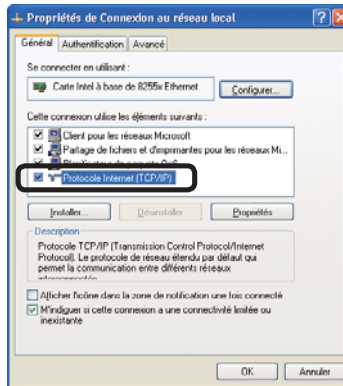 Propriétés de Connexion au réseau local
Général Authentification Avancé
Se connecter en utilisant :
Carte Intel à base de 8255x Ethernet
Configurer...
Cette connexion utilise les éléments suivants :
Client pour les réseaux Microsoft
Partage de fichiers et d'imprimantes pour les réseaux Mi...
Protocole Internet (TCP/IP)
Installer... Désinstaller Propriétés
Description
Protocole TCP/IP (Transmission Control Protocol/Internet
Protocol). Le protocole de réseau étendu par défaut qui
permet la communication entre différents réseaux
interconnectés.
Afficher l'icône dans la zone de notification une fois connecté
M'indiquer si cette connexion a une connectivité limitée ou
inexistante
OK Annuler